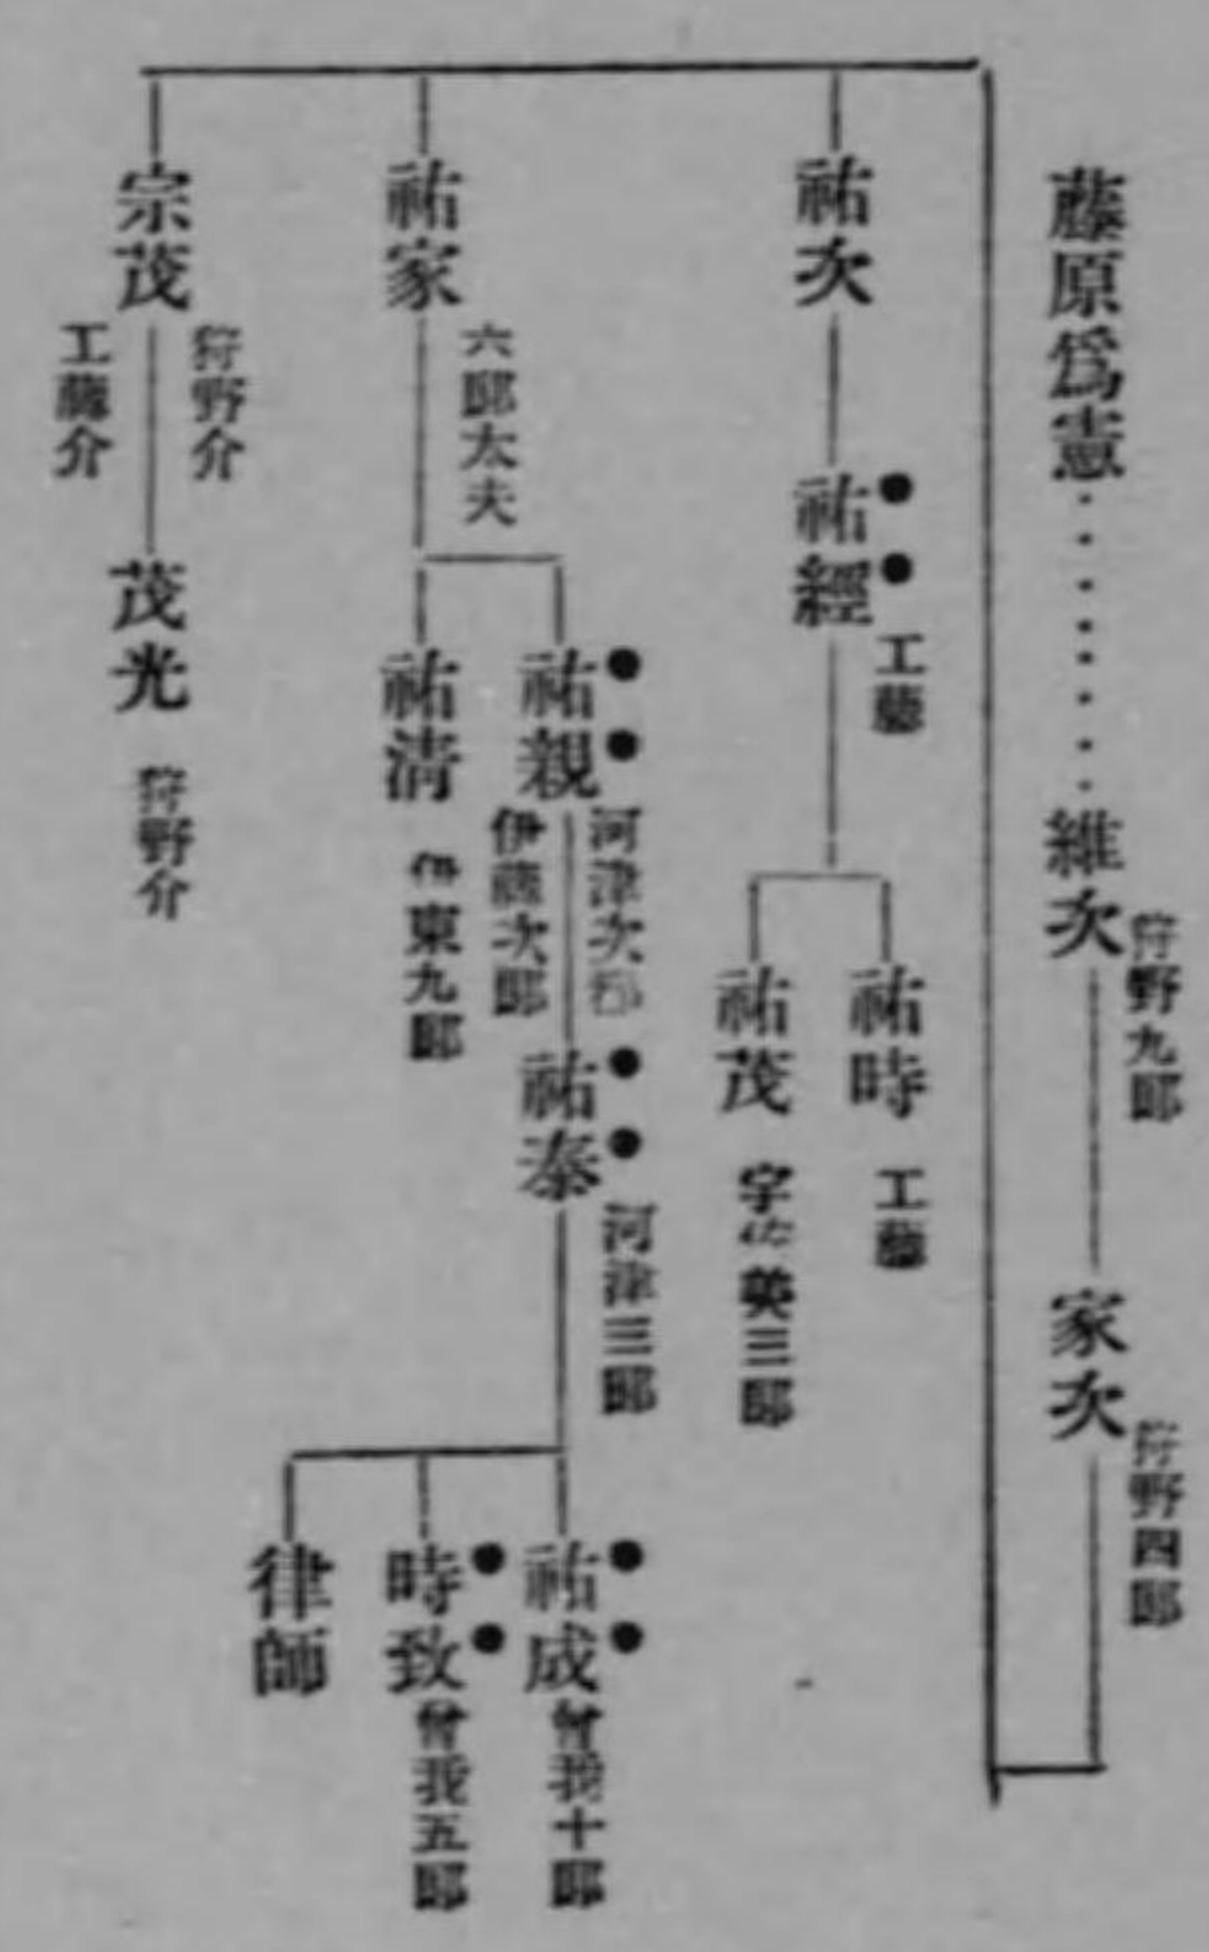 藤原爲憲
維次
狩野九郎
家次
狩野四郎
祐次
祐經
工藤
祐時
工藤
祐茂
宇佐美三郎
祐家
六郎太夫
祐親
河津次郎
伊藤次郎
祐泰
河津三郎
祐成
曾我十郎
時致
曾我五郎
律師
祐淸
伊東九郎
宗茂
狩野介
工藤介
茂光
狩野介